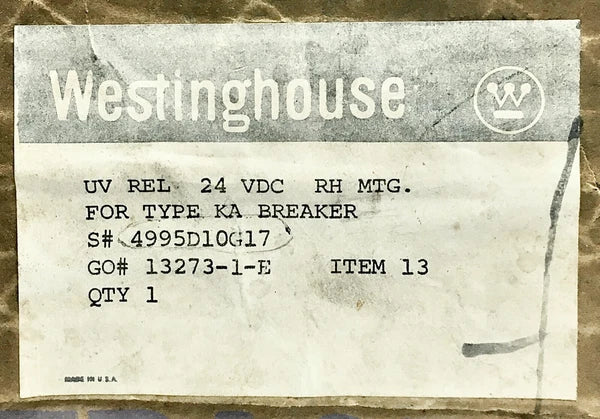 Westinghouse
UV REL 24 VDC RH MTG.
FOR TYPE KA BREAKER
S# 4995D10G17
GO# 13273-1-E ITEM 13
QTY 1
MADE IN U.S.A.